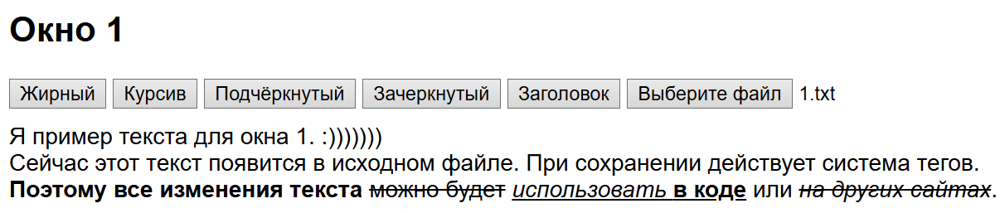 Окно 1
Жирный Курсив Подчёркнутый Зачеркнутый Заголовок Выберите файл 1.txt
Я пример текста для окна 1. :)))))))
Сейчас этот текст появится в исходном файле. При сохранении действует система тегов.
Поэтому все изменения текста можно будет использовать в коде или на других сайтах.